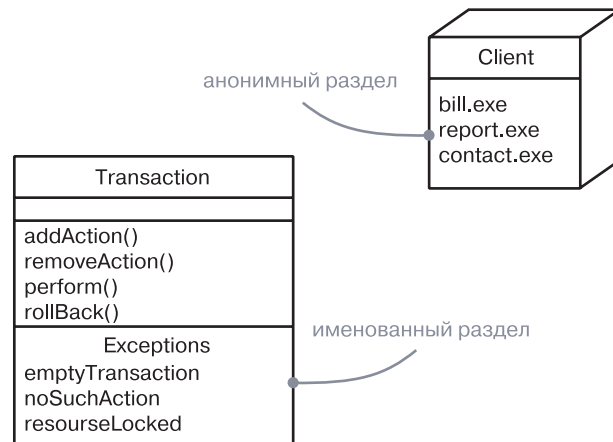 Client
анонимный раздел
bill.exe
report.exe
contact.exe
Transaction
addAction()
removeAction()
perform()
rollBack()
Exceptions
именованный раздел
emptyTransaction
noSuchAction
resourseLocked